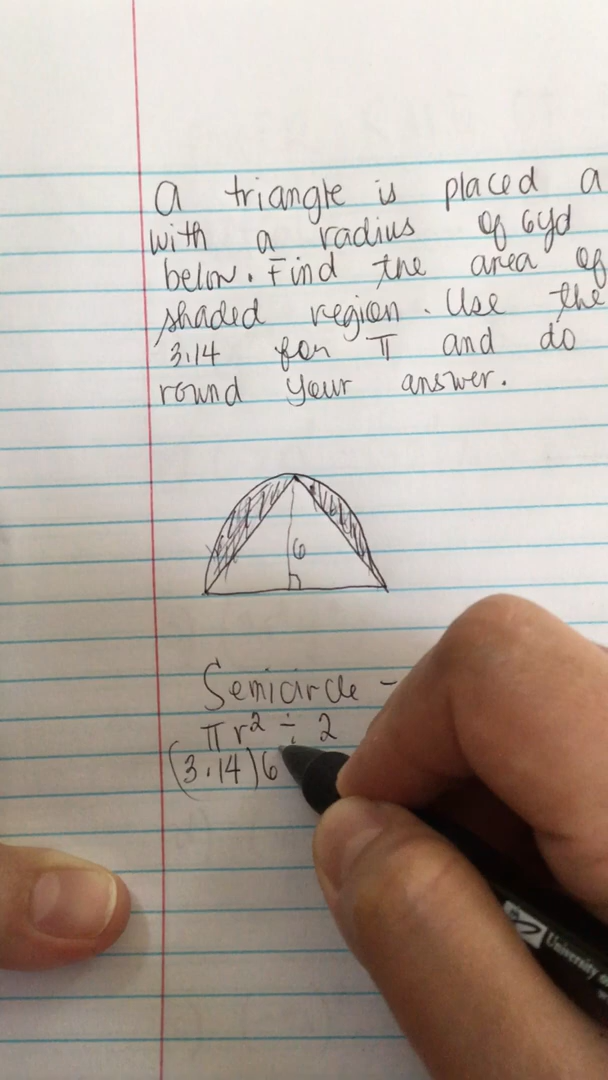 A triangle is placed a
with a radius of 6yd
below. Find the area of
shaded region. Use the
3.14 for π and do
round your answer.
6
Semicircle -
πr² ÷ 2
(3.14)6
University